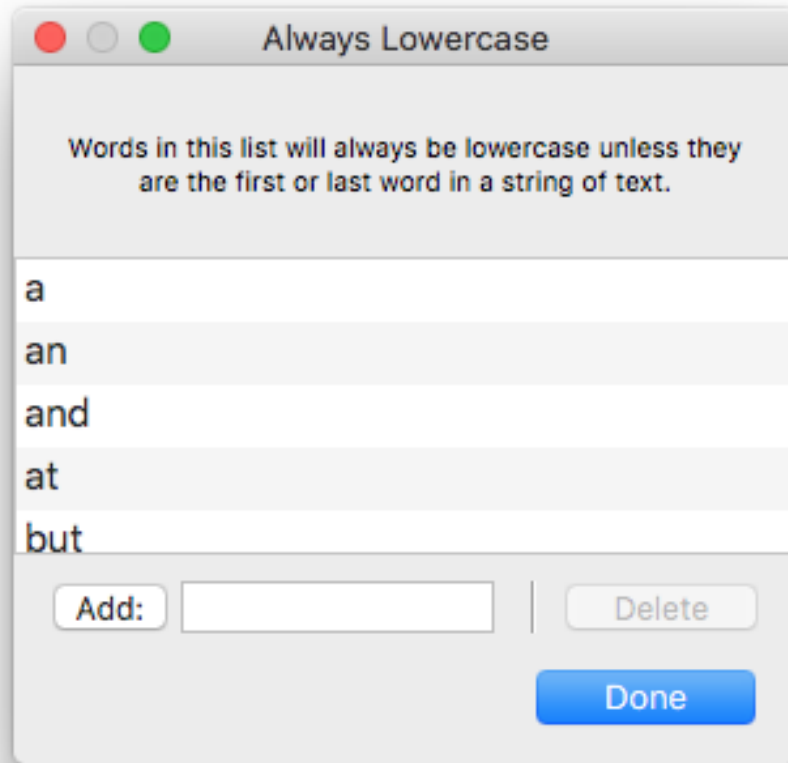 Always Lowercase
Words in this list will always be lowercase unless they
are the first or last word in a string of text.
a
an
and
at
but
Add:
Delete
Done